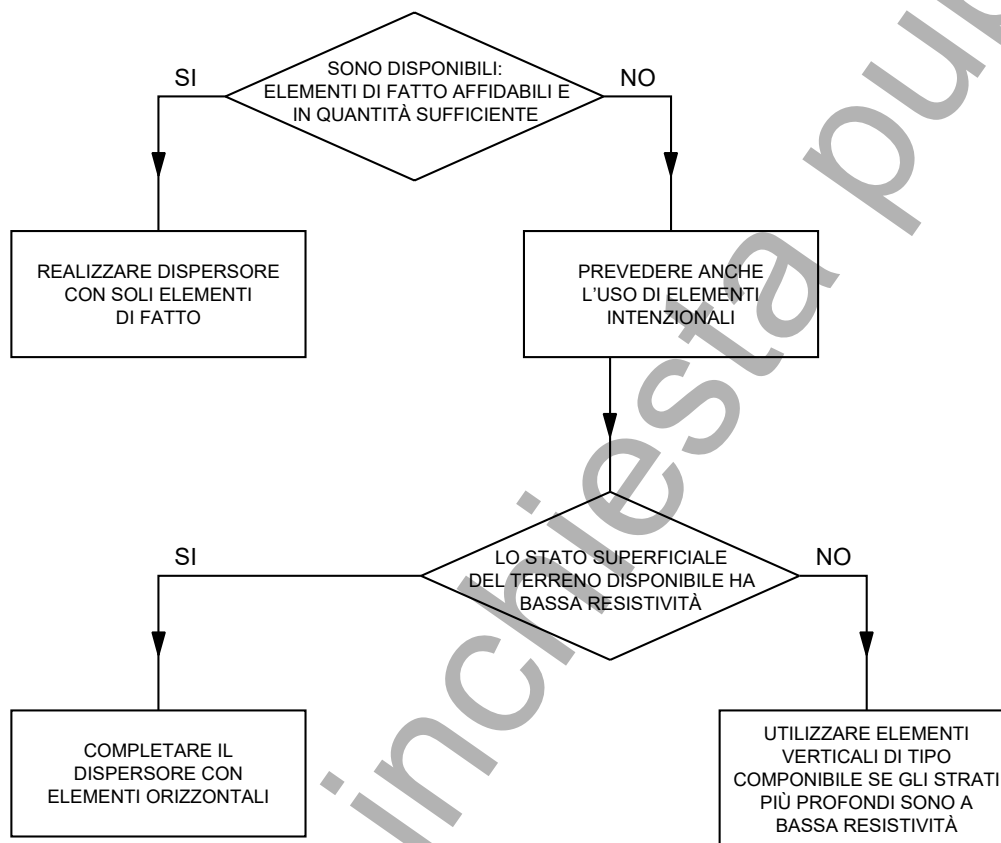 SONO DISPONIBILI:
ELEMENTI DI FATTO AFFIDABILI E
IN QUANTITÀ SUFFICIENTE
SI
NO
REALIZZARE DISPERSORE
CON SOLI ELEMENTI
DI FATTO
PREVEDERE ANCHE
L'USO DI ELEMENTI
INTENZIONALI
LO STATO SUPERFICIALE
DEL TERRENO DISPONIBILE HA
BASSA RESISTIVITÀ
SI
NO
COMPLETARE IL
DISPERSORE CON
ELEMENTI ORIZZONTALI
UTILIZZARE ELEMENTI
VERTICALI DI TIPO
COMPONIBILE SE GLI STRATI
PIÙ PROFONDI SONO A
BASSA RESISTIVITÀ
inchiesta pub